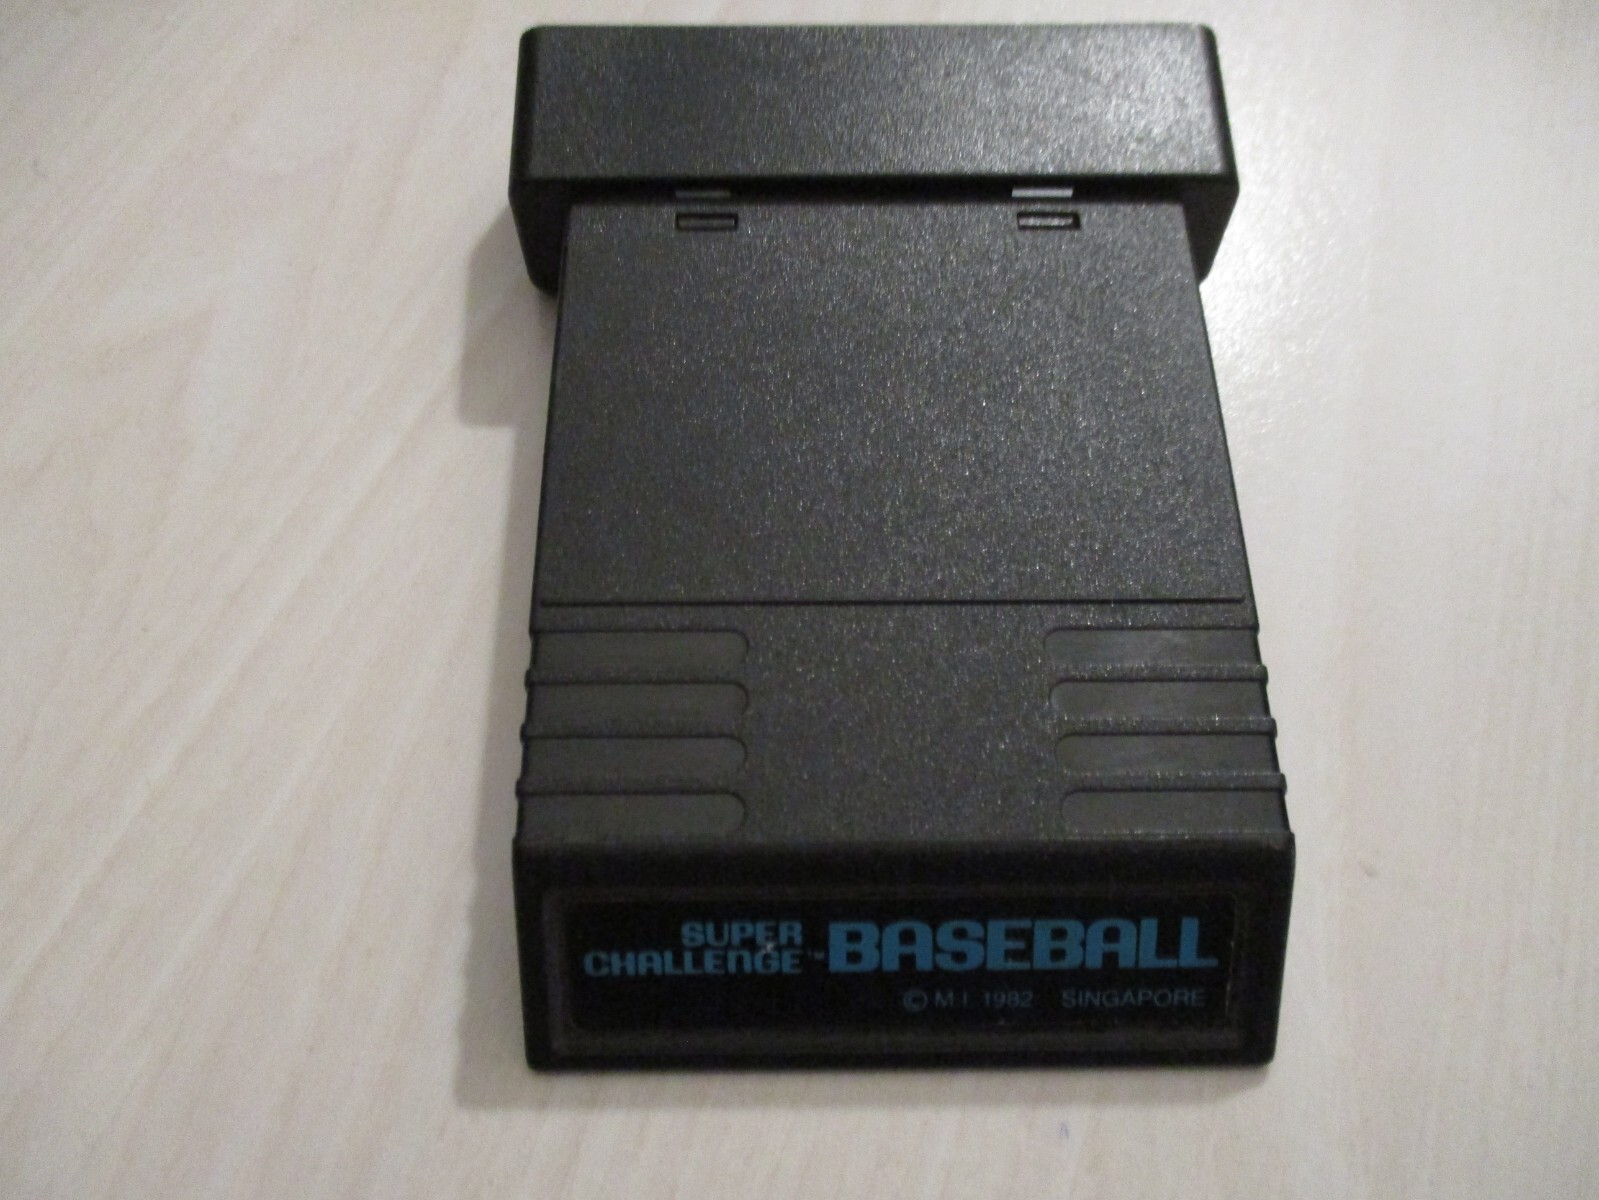 SUPER
CHALLENGE™ BASEBALL
© M I 1982 SINGAPORE